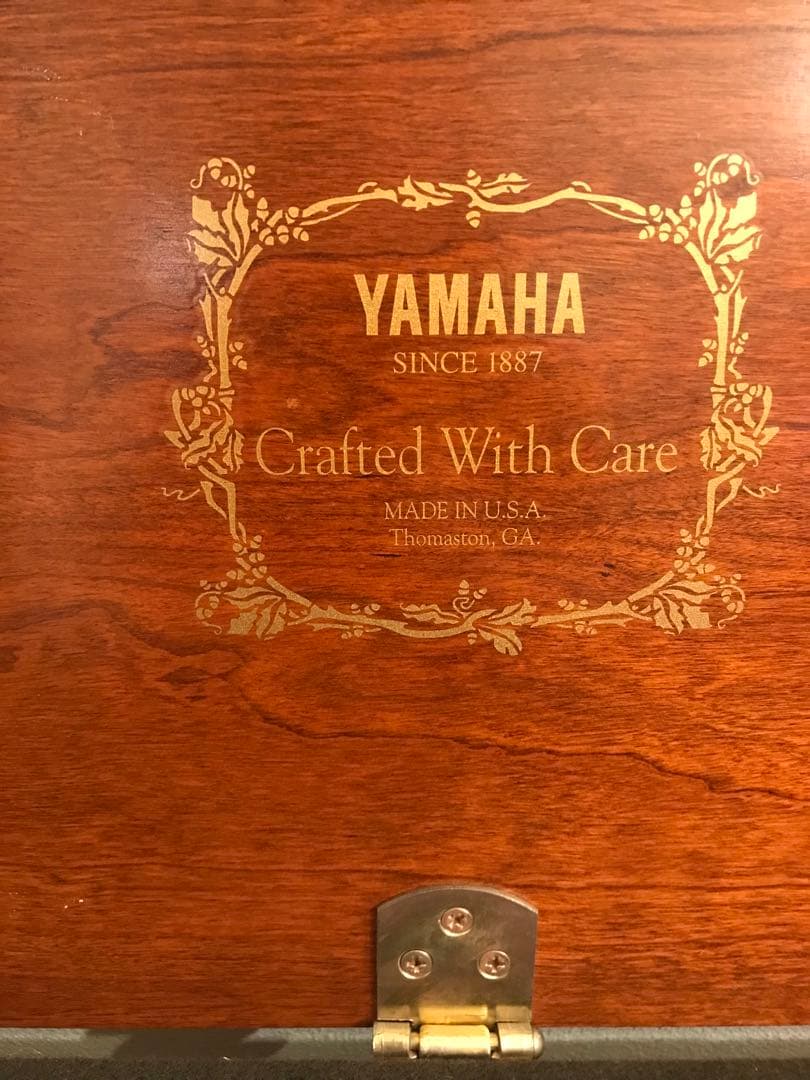 YAMAHA
SINCE 1887
Crafted With Care
MADE IN U.S.A.
Thomaston, GA.